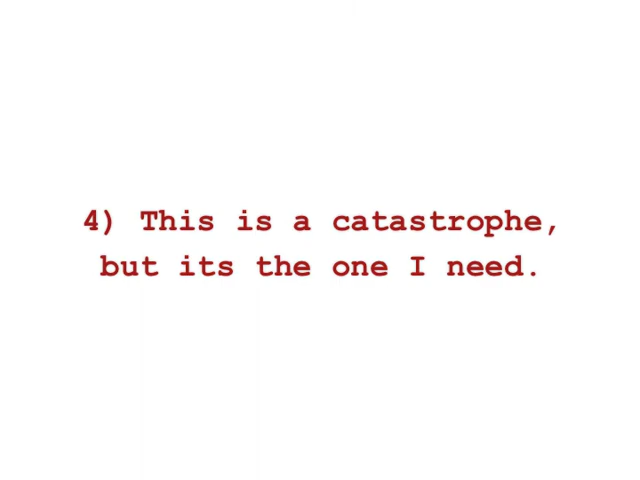 4) This is a catastrophe,
but its the one I need.